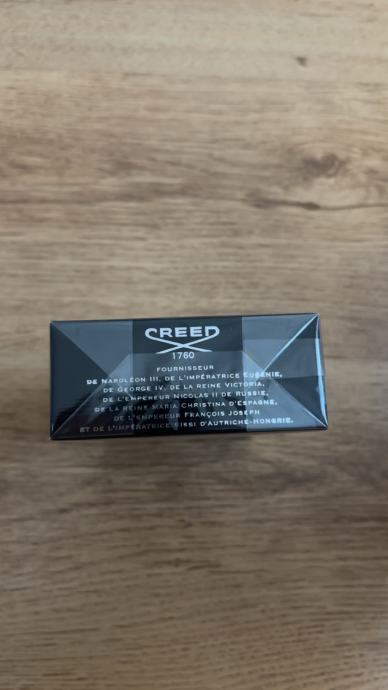 CREED
1760
FOURNISSEUR
DE NAPOLÉON III, DE L'IMPÉRATRICE EUGÉNIE,
DE GEORGE IV, DE LA REINE VICTORIA,
DE L'EMPEREUR NICOLAS II DE RUSSIE,
DE LA REINE MARIA CHRISTINA D'ESPAGNE,
DE L'EMPEREUR FRANÇOIS JOSEPH
ET DE L'IMPÉRATRICE SISSI D'AUTRICHE-HONGRIE.